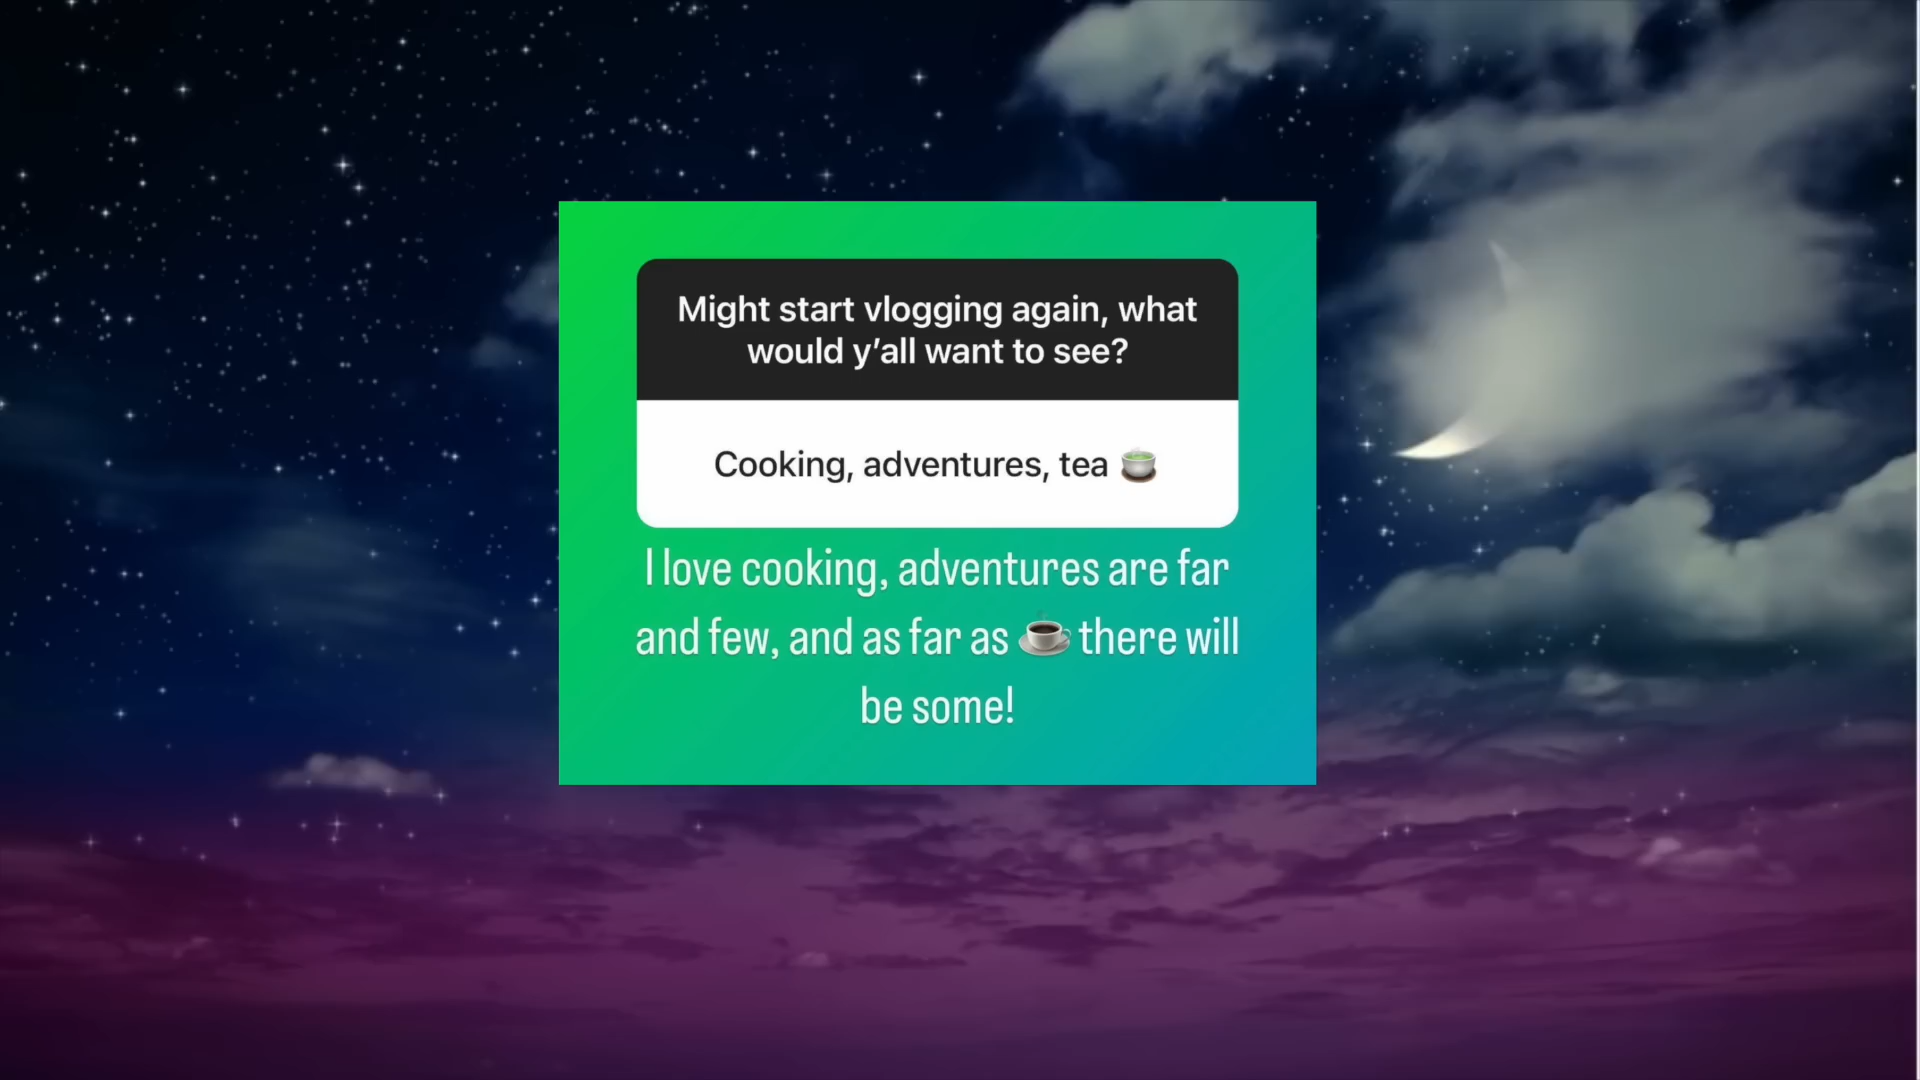 Might start vlogging again, what
would y’all want to see?
Cooking, adventures, tea 🍵
I love cooking, adventures are far
and few, and as far as ☕ there will
be some!